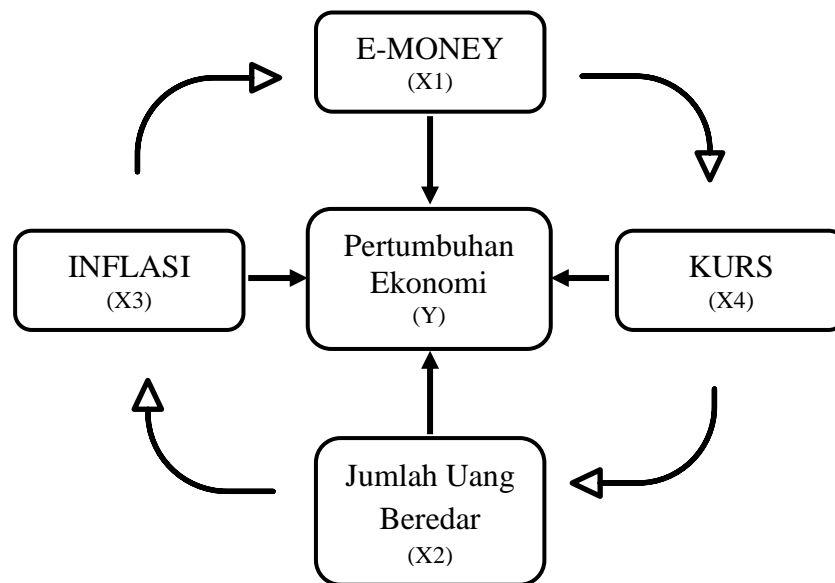 E-MONEY
(X1)
INFLASI
(X3)
Pertumbuhan
Ekonomi
(Y)
KURS
(X4)
Jumlah Uang
Beredar
(X2)